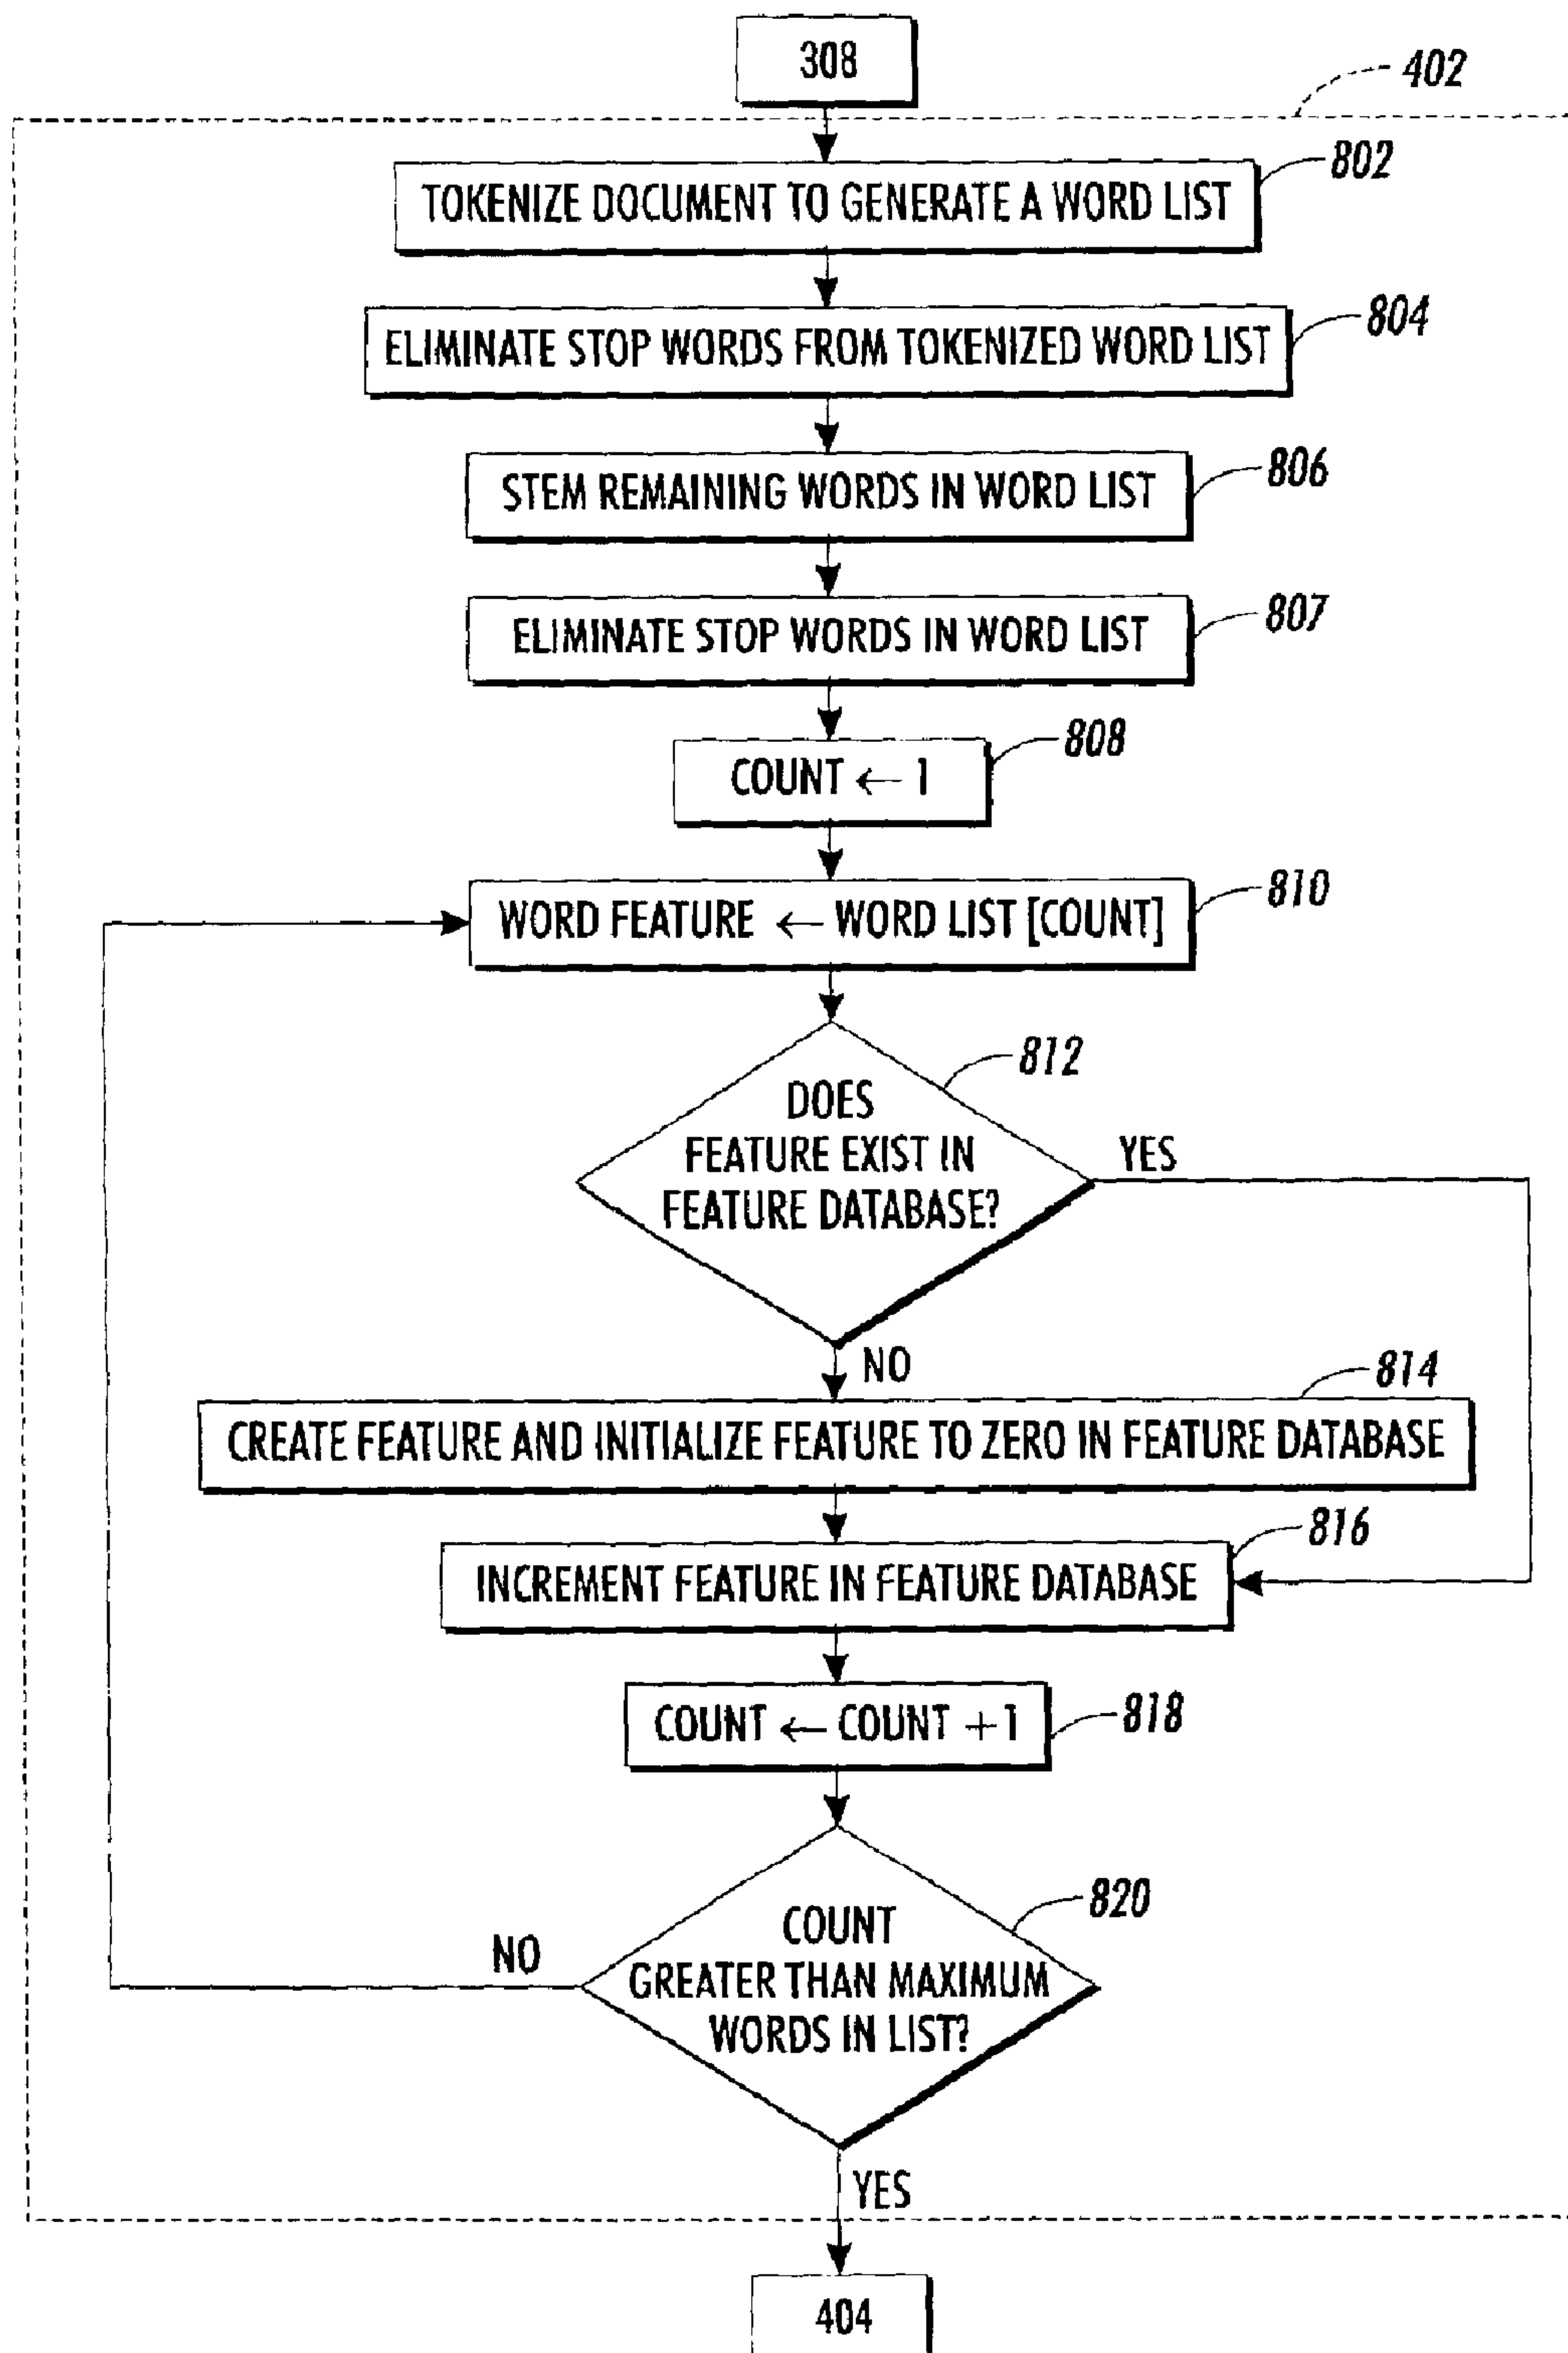 308
402
802
TOKENIZE DOCUMENT TO GENERATE A WORD LIST
804
ELIMINATE STOP WORDS FROM TOKENIZED WORD LIST
806
STEM REMAINING WORDS IN WORD LIST
807
ELIMINATE STOP WORDS IN WORD LIST
808
COUNT ← 1
810
WORD FEATURE ← WORD LIST [COUNT]
812
DOES
FEATURE EXIST IN
FEATURE DATABASE?
YES
NO
814
CREATE FEATURE AND INITIALIZE FEATURE TO ZERO IN FEATURE DATABASE
816
INCREMENT FEATURE IN FEATURE DATABASE
818
COUNT ← COUNT +1
820
COUNT
GREATER THAN MAXIMUM
WORDS IN LIST?
NO
YES
404